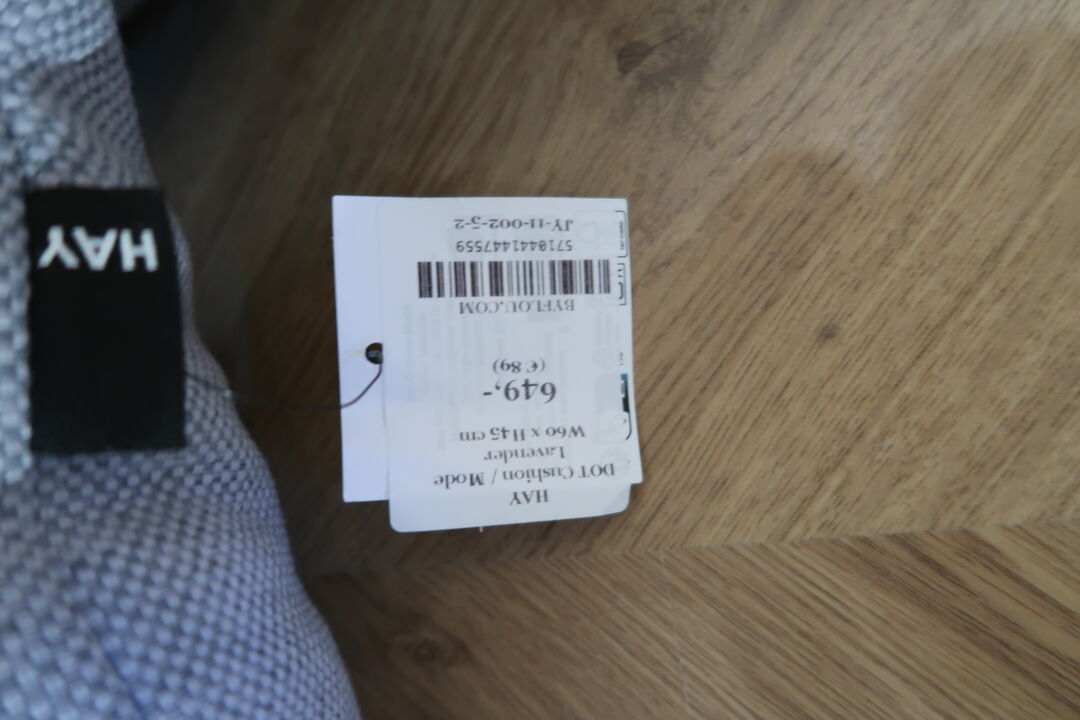 HAY
HAY
DOT Cushion / Mode
Lavender
W60 x H45 cm
649,-
(€ 89)
BYFLOU.COM
5710441447559
JY-11-002-5-2